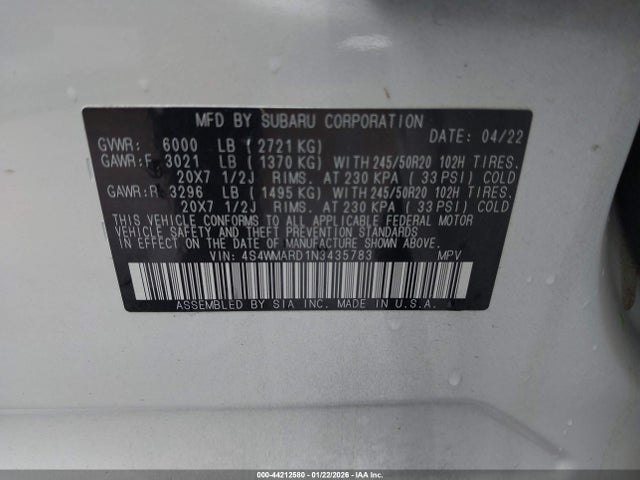 MFD BY SUBARU CORPORATION
DATE: 04/22
GVWR: 6000 LB (2721 KG)
GAWR:F 3021 LB (1370 KG) WITH 245/50R20 102H TIRES.
20X7 1/2J RIMS. AT 230 KPA (33 PSI) COLD
GAWR:R 3296 LB (1495 KG) WITH 245/50R20 102H TIRES.
20X7 1/2J RIMS. AT 230 KPA (33 PSI) COLD
THIS VEHICLE CONFORMS TO ALL APPLICABLE FEDERAL MOTOR
VEHICLE SAFETY AND THEFT PREVENTION STANDARDS
IN EFFECT ON THE DATE OF MANUFACTURE SHOWN ABOVE.
VIN: 4S4WMARD1N3435783 MPV
ASSEMBLED BY SIA INC. MADE IN U.S.A.
000-44212580 - 01/22/2026 - IAA Inc.